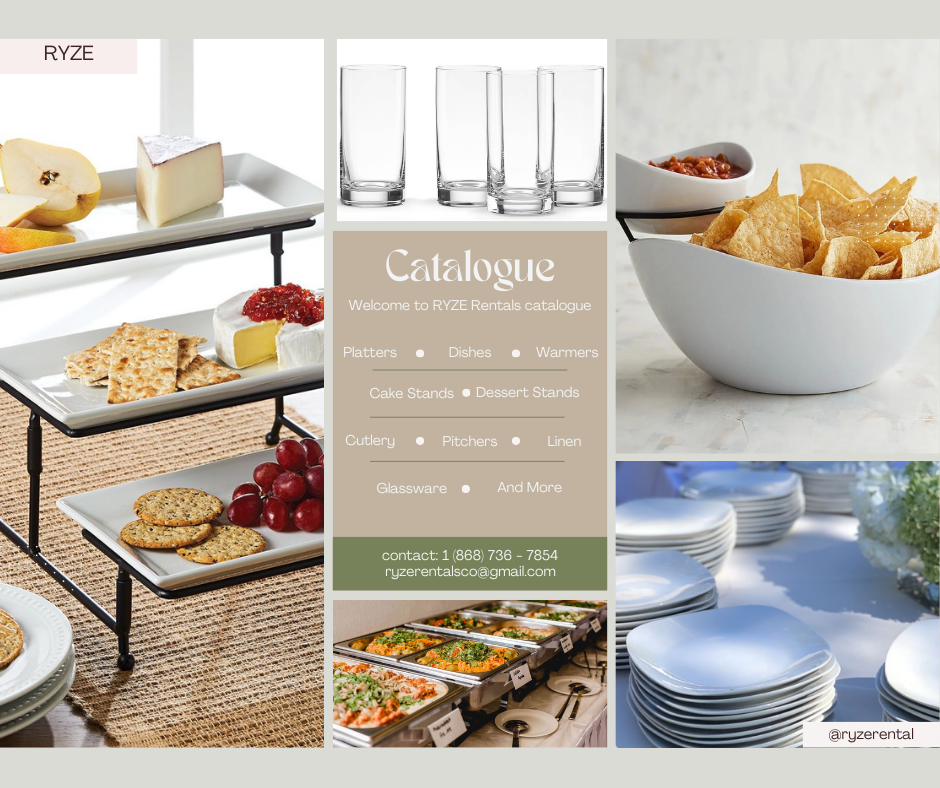 RYZE
Catalogue
Welcome to RYZE Rentals catalogue
Platters • Dishes • Warmers
Cake Stands • Dessert Stands
Cutlery • Pitchers • Linen
Glassware • And More
contact: 1 (868) 736 - 7854
ryzerentalsco@gmail.com
@ryzerental